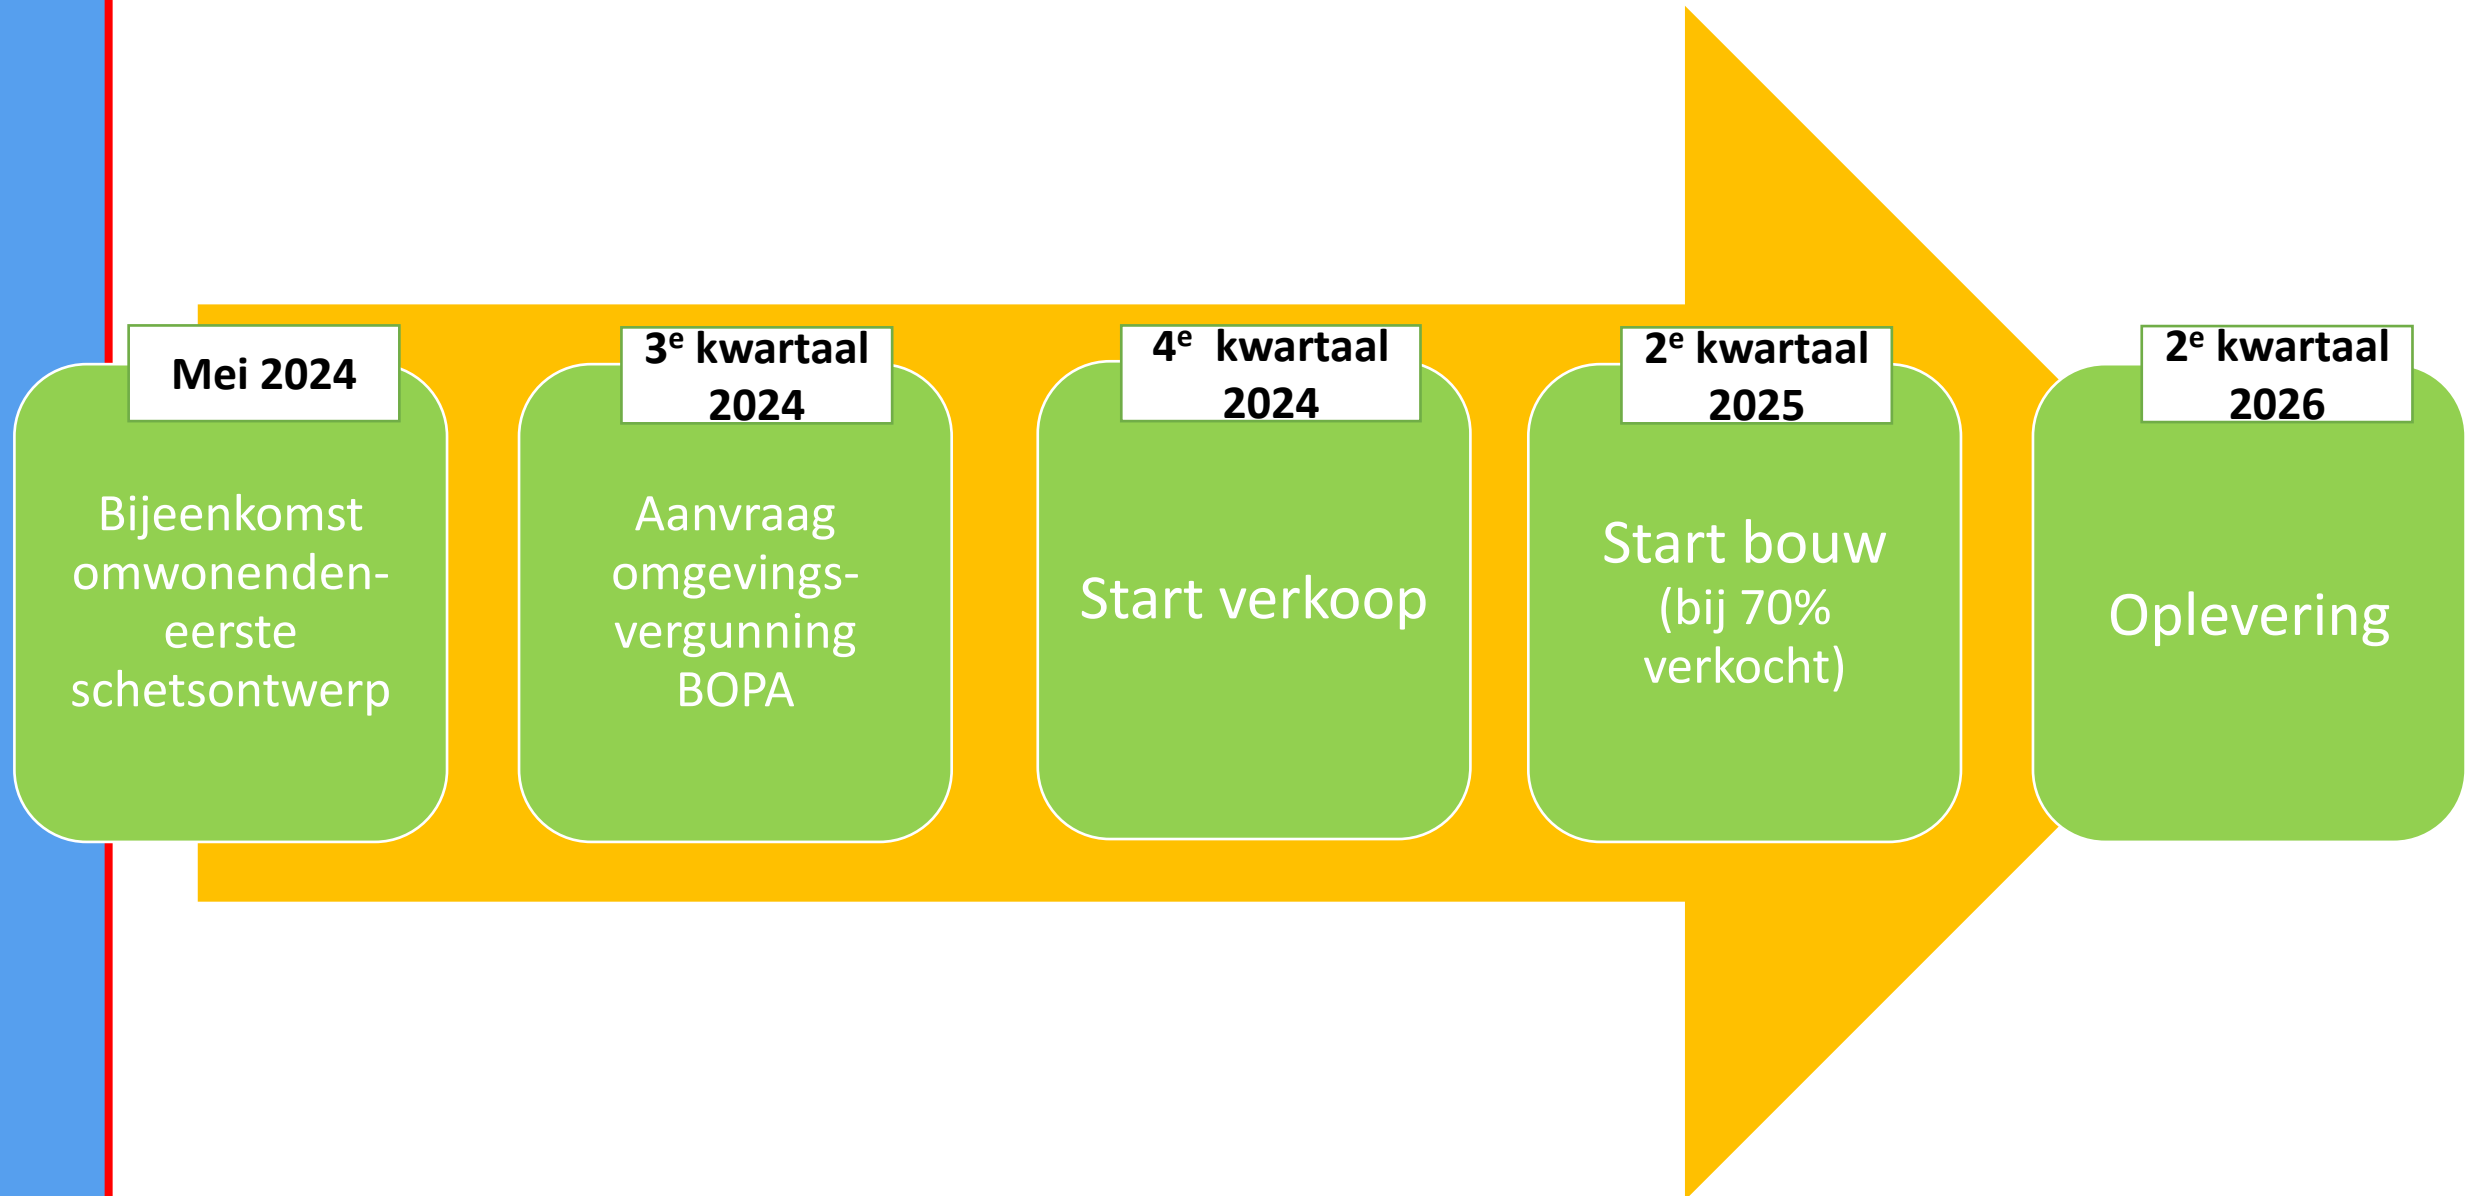 Mei 2024
Bijeenkomst
omwonenden-
eerste
schetsontwerp
3e kwartaal
2024
Aanvraag
omgevings-
vergunning
BOPA
4e kwartaal
2024
Start verkoop
2e kwartaal
2025
Start bouw
(bij 70%
verkocht)
2e kwartaal
2026
Oplevering